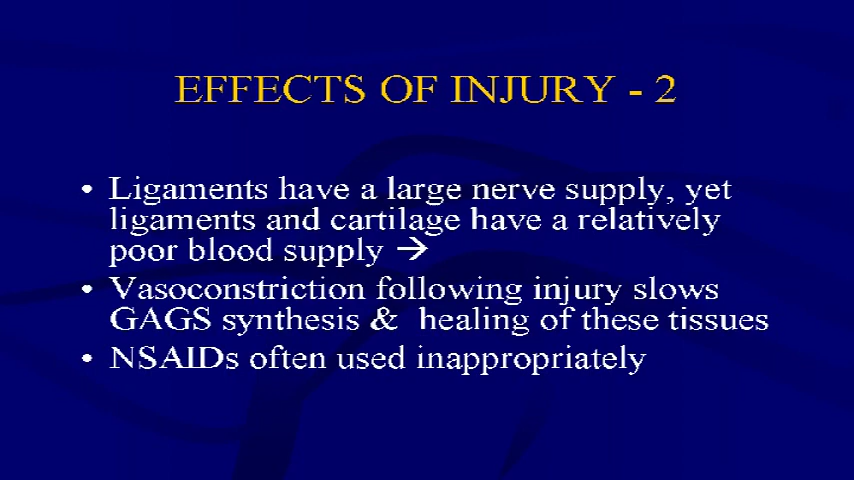 EFFECTS OF INJURY - 2
• Ligaments have a large nerve supply, yet
ligaments and cartilage have a relatively
poor blood supply →
• Vasoconstriction following injury slows
GAGS synthesis & healing of these tissues
• NSAIDs often used inappropriately